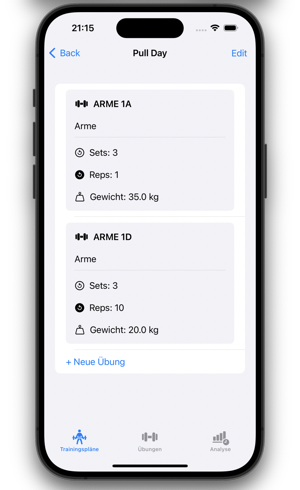 21:15
Back
Pull Day
Edit
ARME 1A
Arme
Sets: 3
Reps: 1
Gewicht: 35.0 kg
ARME 1D
Arme
Sets: 3
Reps: 10
Gewicht: 20.0 kg
+ Neue Übung
Trainingspläne
Übungen
Analyse